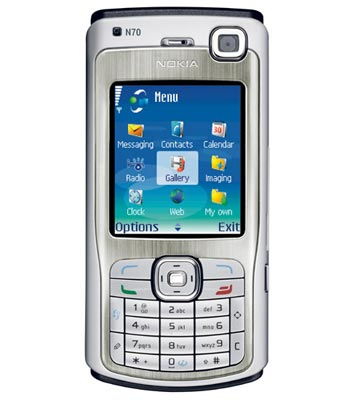 N70
NOKIA
Menu
Messaging Contacts Calendar
Radio Gallery Imaging
Clock Web My own
Options Exit
1 2 abc def 3
4 ghi 5 jkl mno 6
7 pqrs 8 tuv wxyz 9
* + 0 #
C